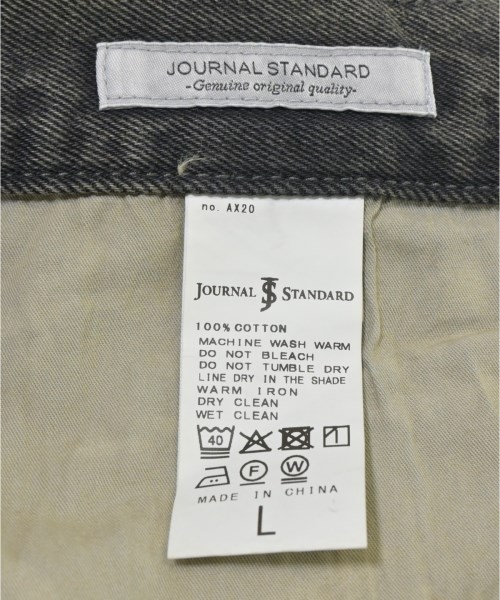 JOURNAL STANDARD
-Genuine original quality-
no. AX20
JOURNAL JS STANDARD
100% COTTON
MACHINE WASH WARM
DO NOT BLEACH
DO NOT TUMBLE DRY
LINE DRY IN THE SHADE
WARM IRON
DRY CLEAN
WET CLEAN
40
F W
MADE IN CHINA
L